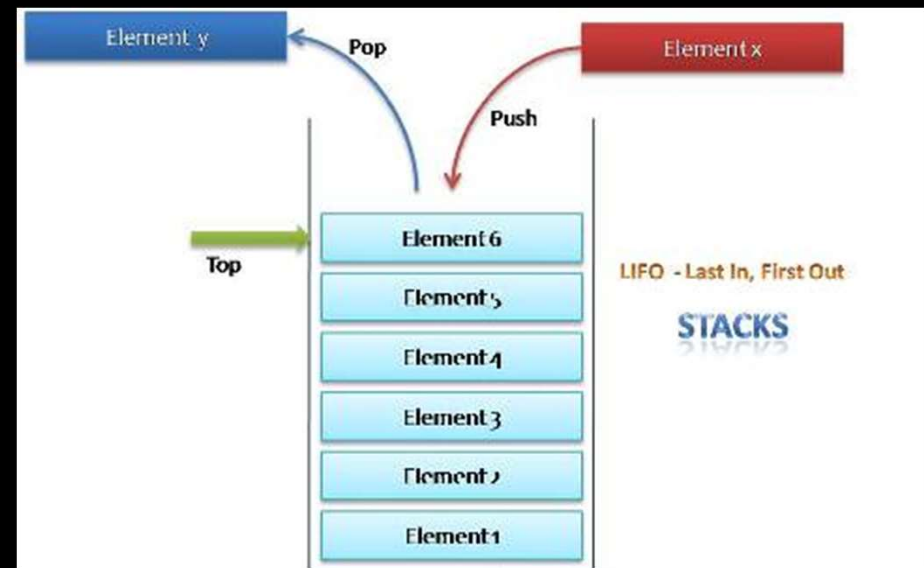 Element y
Pop
Element x
Push
Top
Element 6
Element 5
Element 4
Element 3
Element 2
Element 1
LIFO - Last In, First Out
STACKS